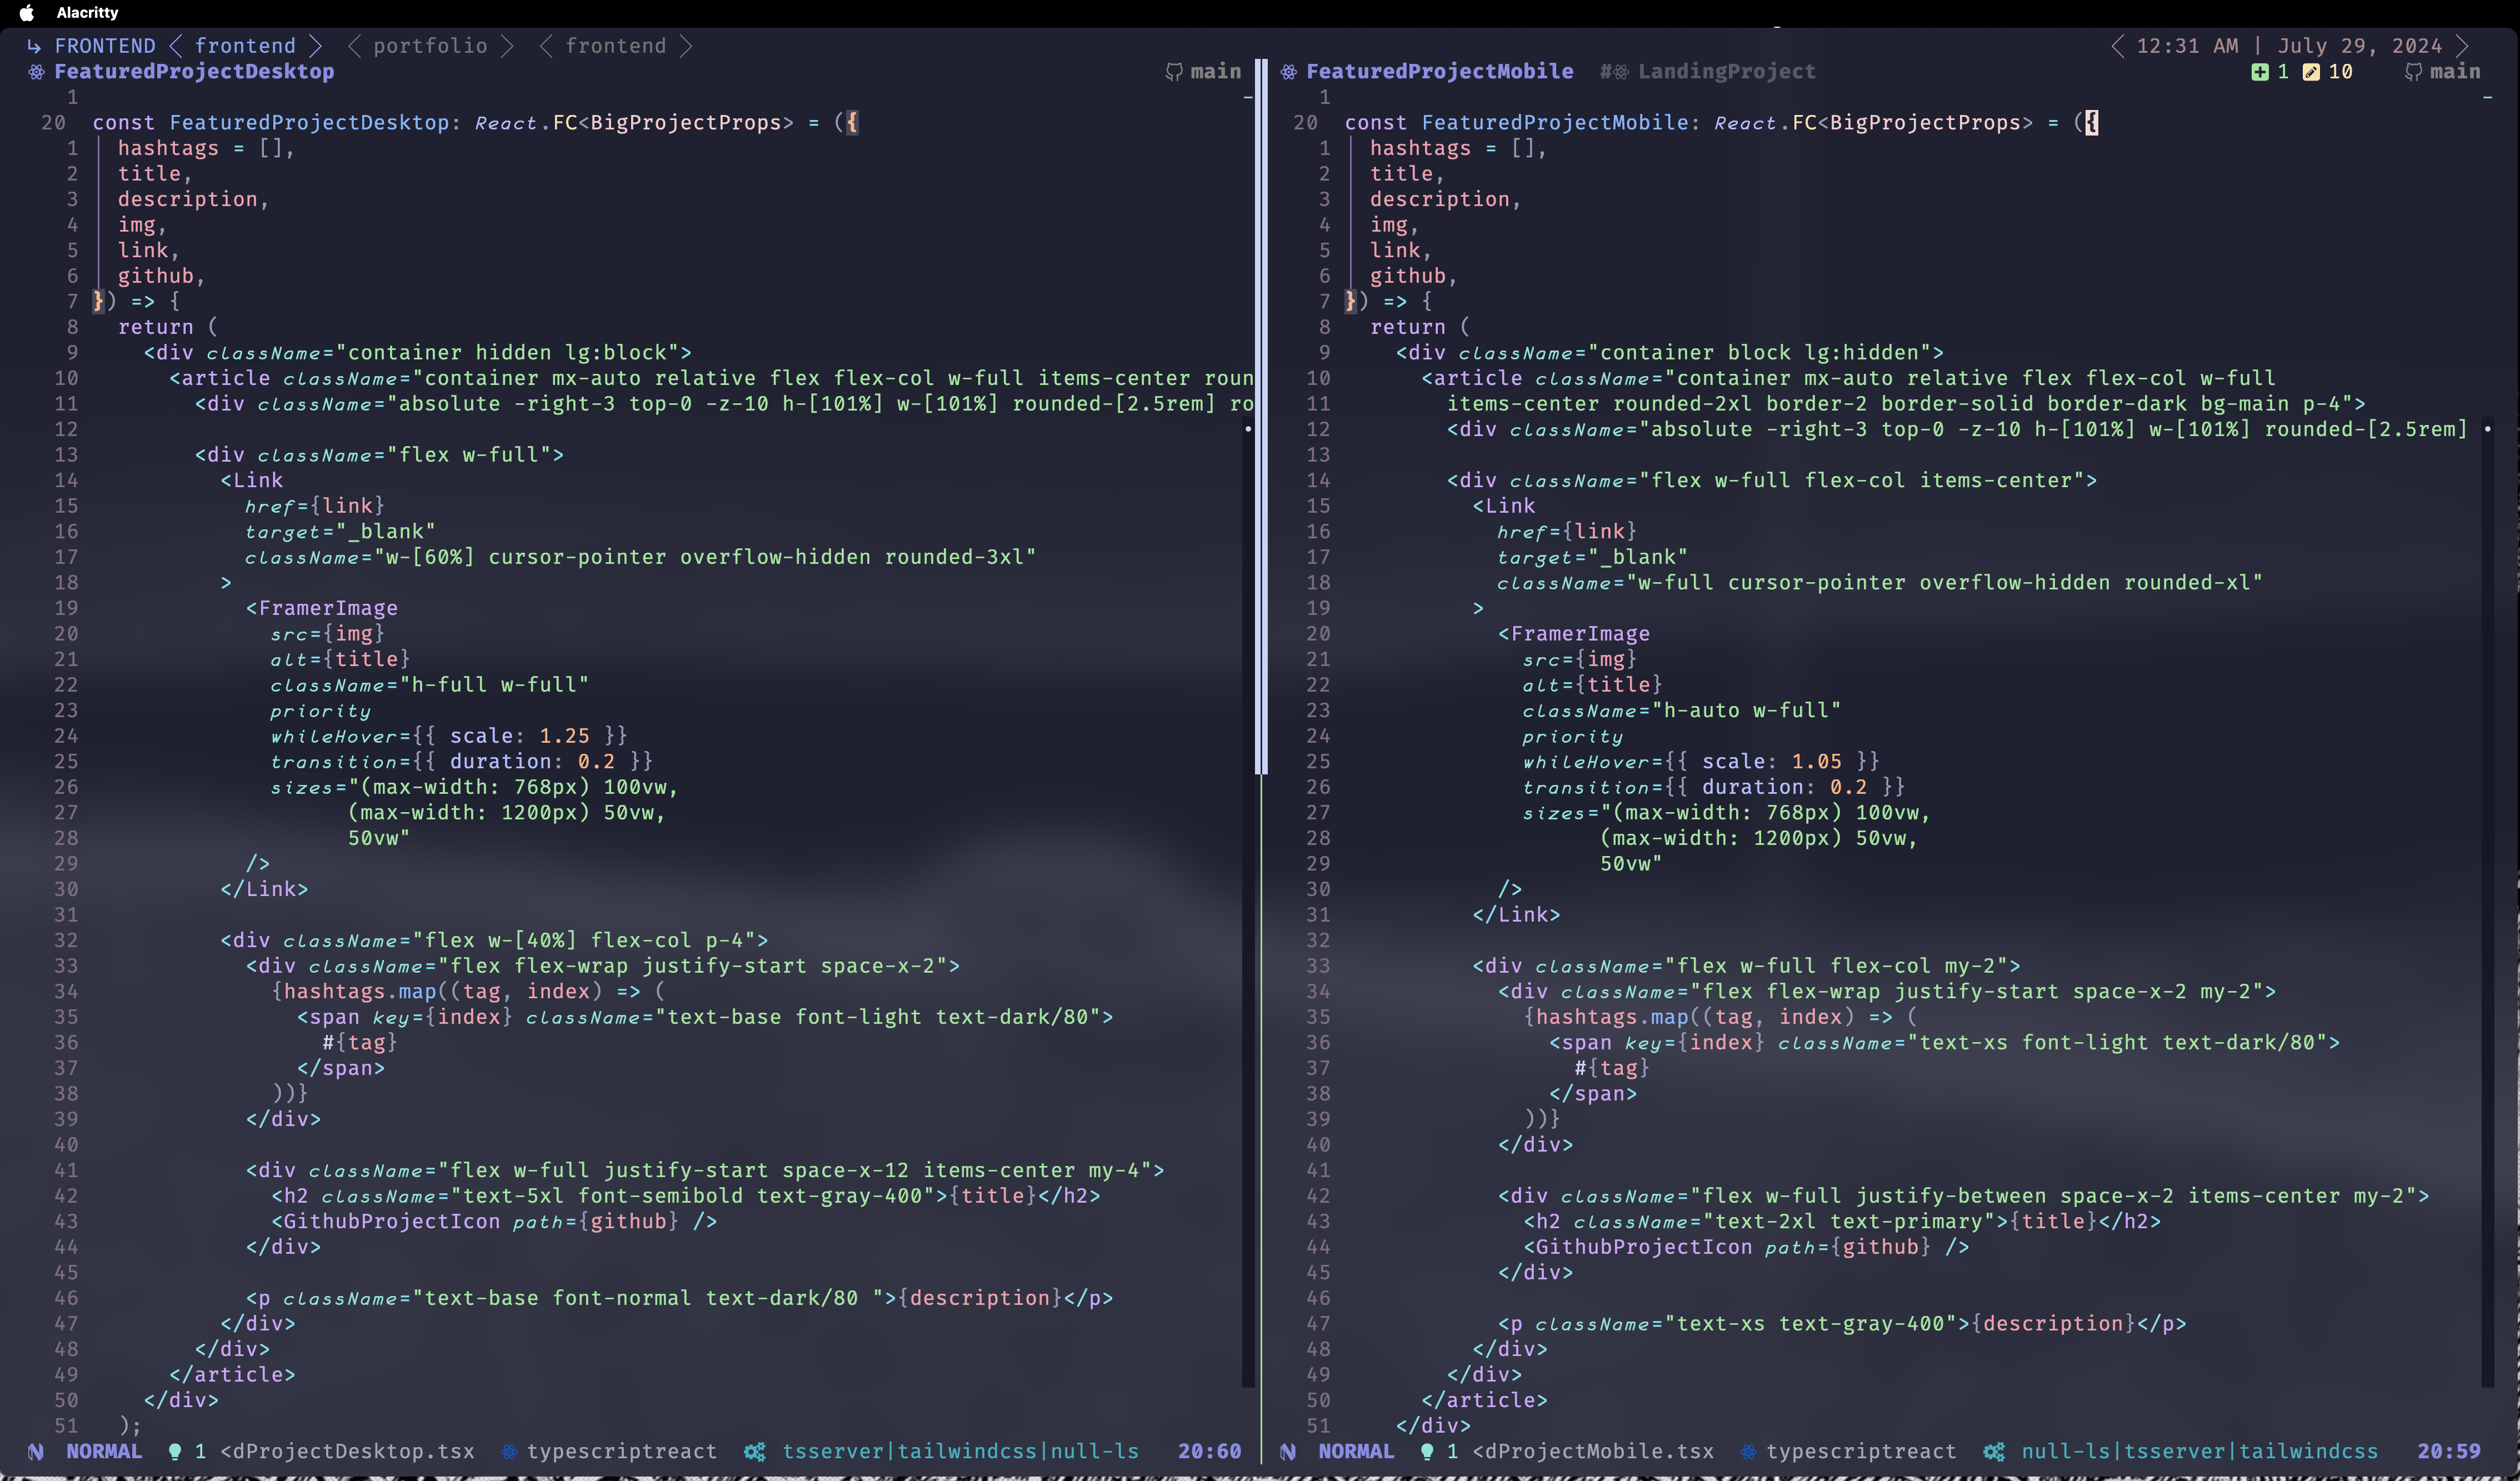 Alacritty
FRONTEND < frontend > < portfolio > < frontend >
< 12:31 AM | July 29, 2024 >
FeaturedProjectDesktop
main
1
20 const FeaturedProjectDesktop: React.FC<BigProjectProps> = ({
1 hashtags = [],
2 title,
3 description,
4 img,
5 link,
6 github,
7 }) => {
8 return (
9 <div className="container hidden lg:block">
10 <article className="container mx-auto relative flex flex-col w-full items-center roun
11 <div className="absolute -right-3 top-0 -z-10 h-[101%] w-[101%] rounded-[2.5rem] ro
12
13 <div className="flex w-full">
14 <Link
15 href={link}
16 target="_blank"
17 className="w-[60%] cursor-pointer overflow-hidden rounded-3xl"
18 >
19 <FramerImage
20 src={img}
21 alt={title}
22 className="h-full w-full"
23 priority
24 whileHover={{ scale: 1.25 }}
25 transition={{ duration: 0.2 }}
26 sizes="(max-width: 768px) 100vw,
27 (max-width: 1200px) 50vw,
28 50vw"
29 />
30 </Link>
31
32 <div className="flex w-[40%] flex-col p-4">
33 <div className="flex flex-wrap justify-start space-x-2">
34 {hashtags.map((tag, index) => (
35 <span key={index} className="text-base font-light text-dark/80">
36 #{tag}
37 </span>
38 ))}
39 </div>
40
41 <div className="flex w-full justify-start space-x-12 items-center my-4">
42 <h2 className="text-5xl font-semibold text-gray-400">{title}</h2>
43 <GithubProjectIcon path={github} />
44 </div>
45
46 <p className="text-base font-normal text-dark/80 ">{description}</p>
47 </div>
48 </div>
49 </article>
50 </div>
51 );
NORMAL 1 <dProjectDesktop.tsx typescriptreact tsserver|tailwindcss|null-ls 20:60
FeaturedProjectMobile # LandingProject
1 10 main
1
20 const FeaturedProjectMobile: React.FC<BigProjectProps> = ({
1 hashtags = [],
2 title,
3 description,
4 img,
5 link,
6 github,
7 }) => {
8 return (
9 <div className="container block lg:hidden">
10 <article className="container mx-auto relative flex flex-col w-full
11 items-center rounded-2xl border-2 border-solid border-dark bg-main p-4">
12 <div className="absolute -right-3 top-0 -z-10 h-[101%] w-[101%] rounded-[2.5rem]
13
14 <div className="flex w-full flex-col items-center">
15 <Link
16 href={link}
17 target="_blank"
18 className="w-full cursor-pointer overflow-hidden rounded-xl"
19 >
20 <FramerImage
21 src={img}
22 alt={title}
23 className="h-auto w-full"
24 priority
25 whileHover={{ scale: 1.05 }}
26 transition={{ duration: 0.2 }}
27 sizes="(max-width: 768px) 100vw,
28 (max-width: 1200px) 50vw,
29 50vw"
30 />
31 </Link>
32
33 <div className="flex w-full flex-col my-2">
34 <div className="flex flex-wrap justify-start space-x-2 my-2">
35 {hashtags.map((tag, index) => (
36 <span key={index} className="text-xs font-light text-dark/80">
37 #{tag}
38 </span>
39 ))}
40 </div>
41
42 <div className="flex w-full justify-between space-x-2 items-center my-2">
43 <h2 className="text-2xl text-primary">{title}</h2>
44 <GithubProjectIcon path={github} />
45 </div>
46
47 <p className="text-xs text-gray-400">{description}</p>
48 </div>
49 </div>
50 </article>
51 </div>
NORMAL 1 <dProjectMobile.tsx typescriptreact null-ls|tsserver|tailwindcss 20:59